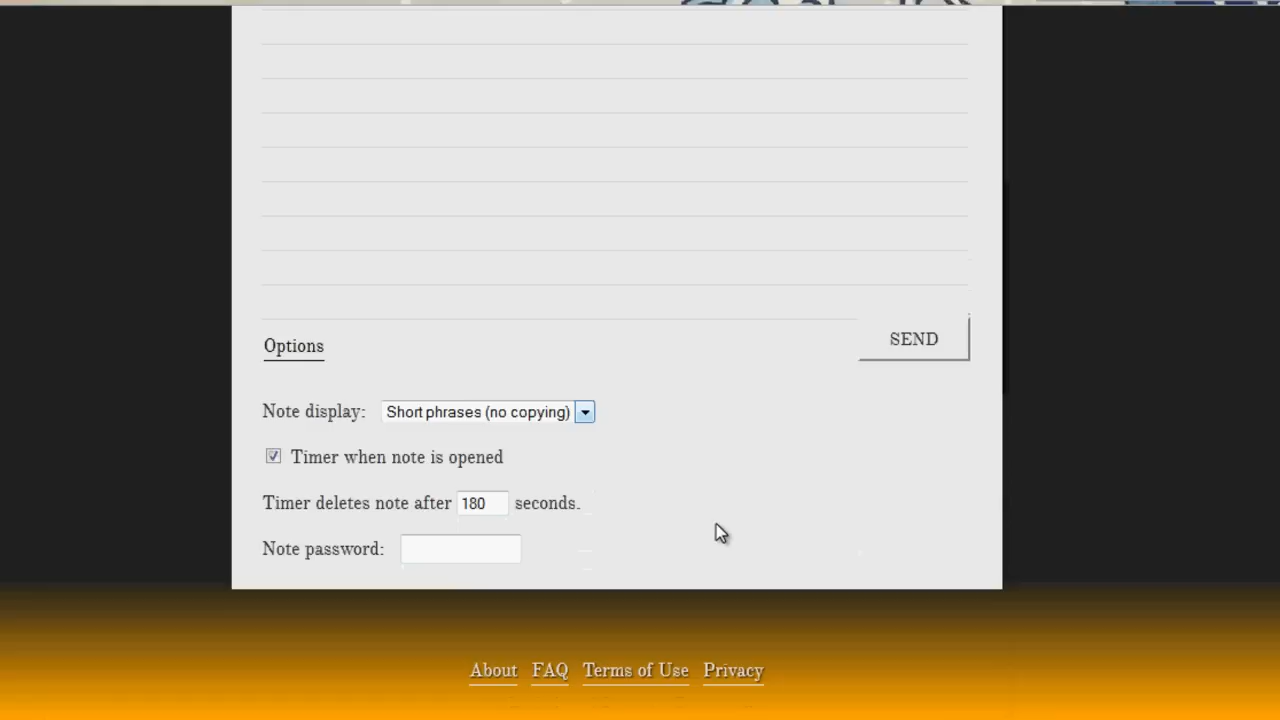 SEND
Options
Note display: Short phrases (no copying)
Timer when note is opened
Timer deletes note after 180 seconds.
Note password:
About FAQ Terms of Use Privacy